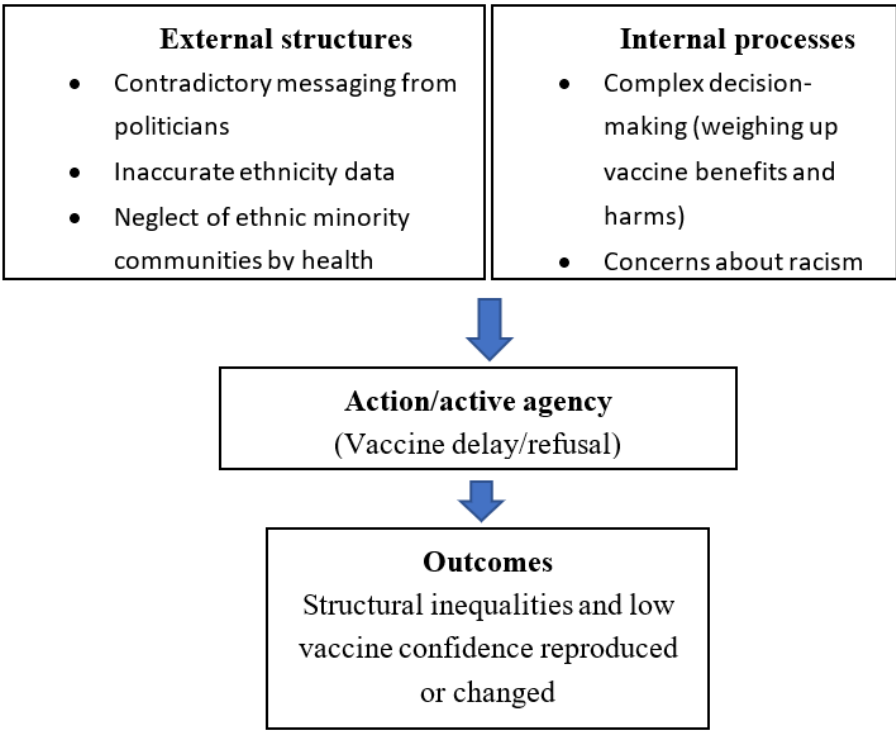 External structures
• Contradictory messaging from
politicians
• Inaccurate ethnicity data
• Neglect of ethnic minority
communities by health
Internal processes
• Complex decision-
making (weighing up
vaccine benefits and
harms)
• Concerns about racism
Action/active agency
(Vaccine delay/refusal)
Outcomes
Structural inequalities and low
vaccine confidence reproduced
or changed